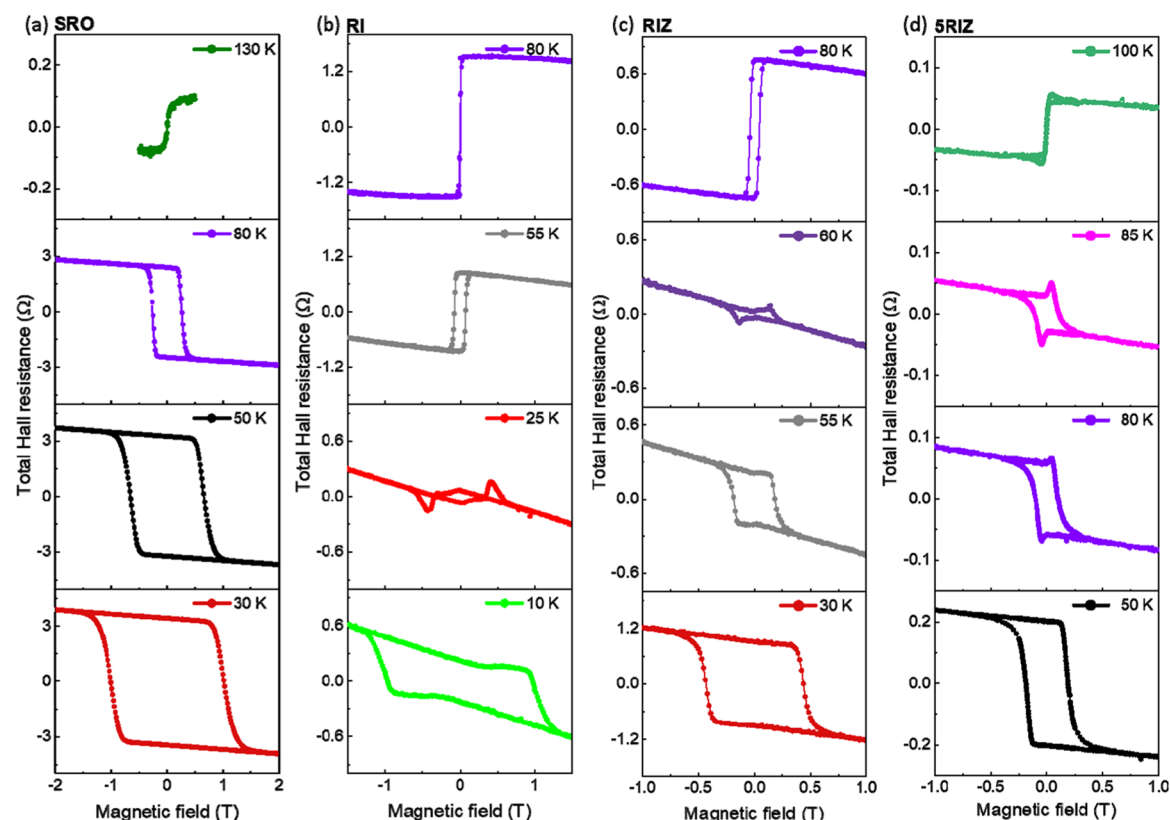 (a) SRO
130 K
0.2
0.0
-0.2
80 K
3
0
-3
50 K
3
0
-3
30 K
3
0
-3
-2 -1 0 1 2
Total Hall resistance (Ω)
Magnetic field (T)
(b) RI
80 K
1.2
0.0
-1.2
55 K
1.2
0.0
-1.2
25 K
0.6
0.0
-0.6
10 K
0.6
0.0
-0.6
-1 0 1
Total Hall resistance (Ω)
Magnetic field (T)
(c) RIZ
80 K
0.6
0.0
-0.6
60 K
0.6
0.0
-0.6
55 K
0.6
0.0
-0.6
30 K
1.2
0.0
-1.2
-1.0 -0.5 0.0 0.5 1.0
Total Hall resistance (Ω)
Magnetic field (T)
(d) 5RIZ
100 K
0.1
0.0
-0.1
85 K
0.1
0.0
-0.1
80 K
0.1
0.0
-0.1
50 K
0.2
0.0
-0.2
-1.0 -0.5 0.0 0.5 1.0
Total Hall resistance (Ω)
Magnetic field (T)